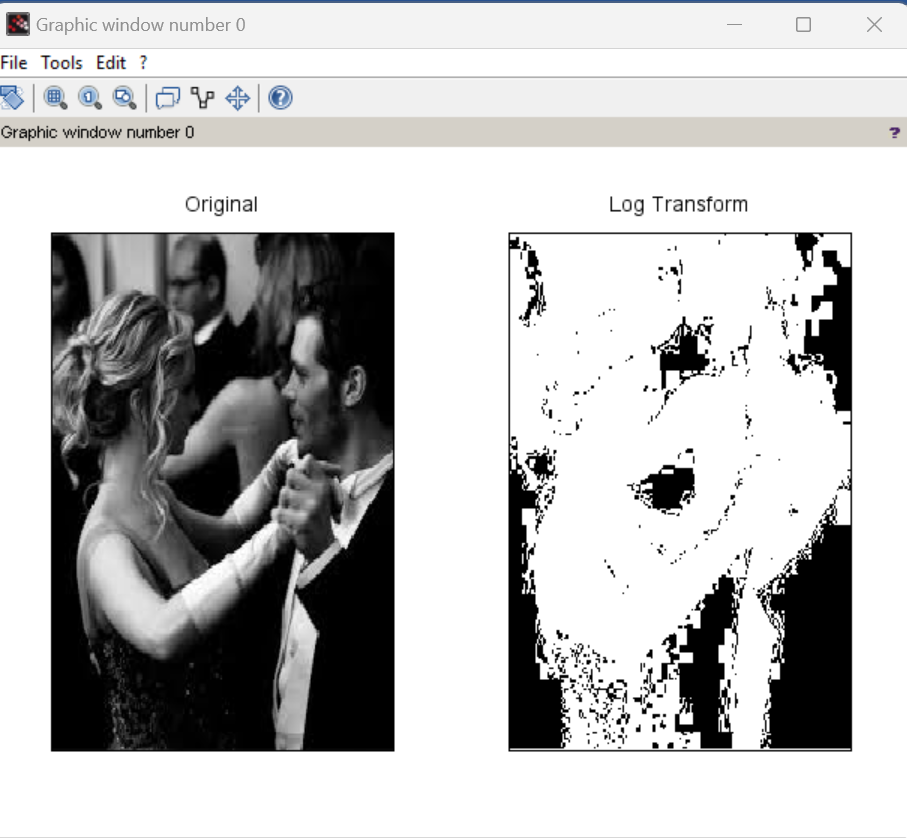 Graphic window number 0
File Tools Edit ?
Graphic window number 0 ?
Original Log Transform